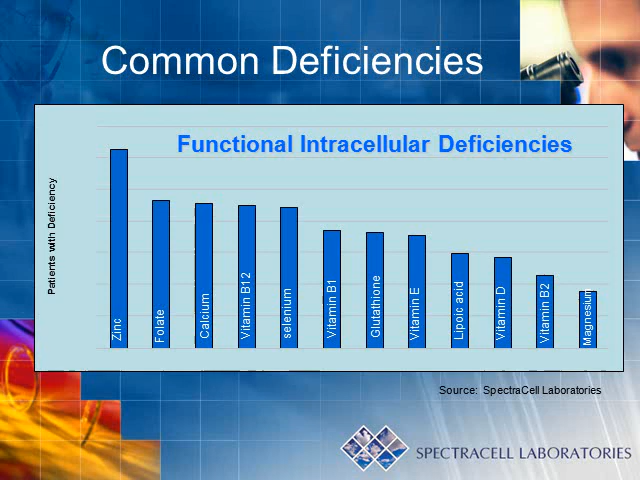 Common Deficiencies
Functional Intracellular Deficiencies
Patients with Deficiency
Zinc
Folate
Calcium
Vitamin B12
selenium
Vitamin B1
Glutathione
Vitamin E
Lipoic acid
Vitamin D
Vitamin B2
Magnesium
Source: SpectraCell Laboratories
SPECTRACELL LABORATORIES